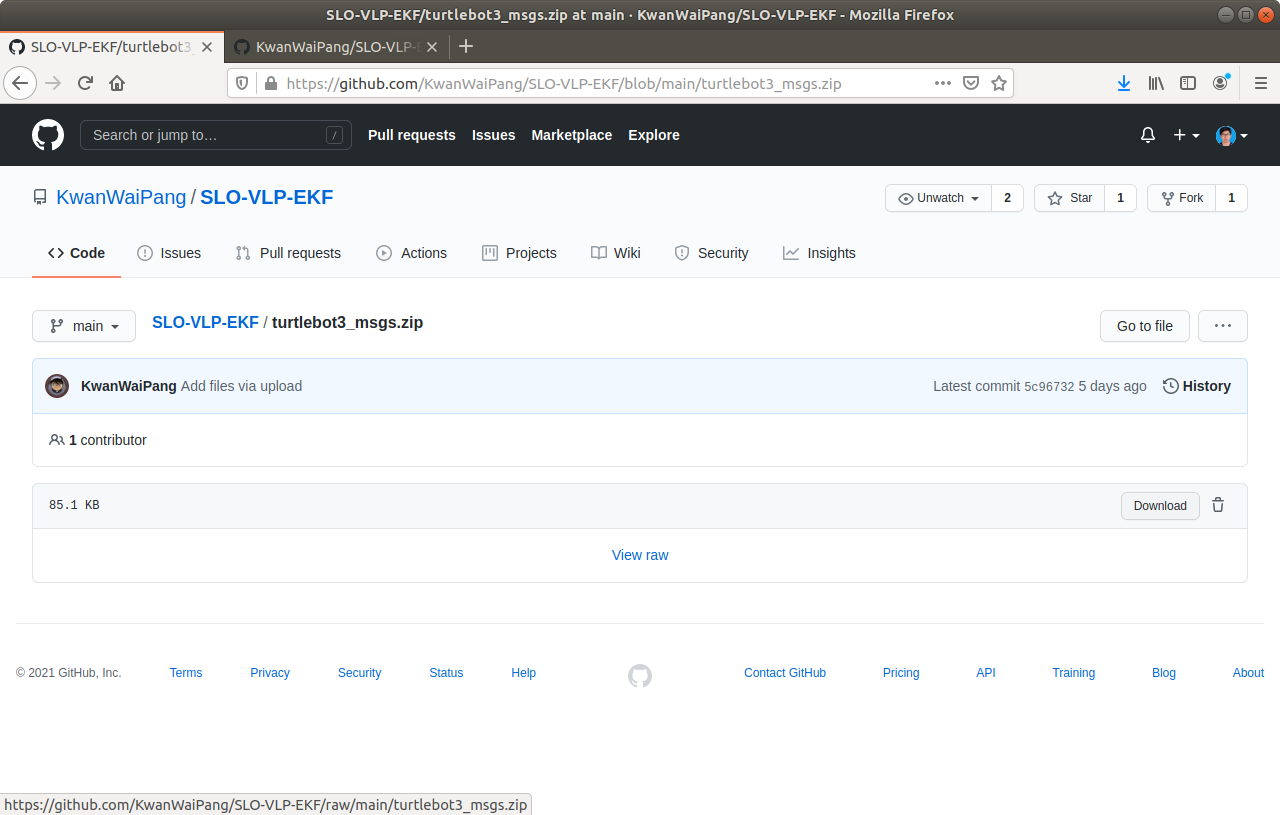 SLO-VLP-EKF/turtlebot3_msgs.zip at main · KwanWaiPang/SLO-VLP-EKF - Mozilla Firefox
SLO-VLP-EKF/turtlebot3_
KwanWaiPang/SLO-VLP-E
https://github.com/KwanWaiPang/SLO-VLP-EKF/blob/main/turtlebot3_msgs.zip
Search or jump to… / Pull requests Issues Marketplace Explore
KwanWaiPang / SLO-VLP-EKF Unwatch 2 Star 1 Fork 1
Code Issues Pull requests Actions Projects Wiki Security Insights
main SLO-VLP-EKF / turtlebot3_msgs.zip Go to file ...
KwanWaiPang Add files via upload Latest commit 5c96732 5 days ago History
1 contributor
85.1 KB Download
View raw
© 2021 GitHub, Inc. Terms Privacy Security Status Help Contact GitHub Pricing API Training Blog About
https://github.com/KwanWaiPang/SLO-VLP-EKF/raw/main/turtlebot3_msgs.zip